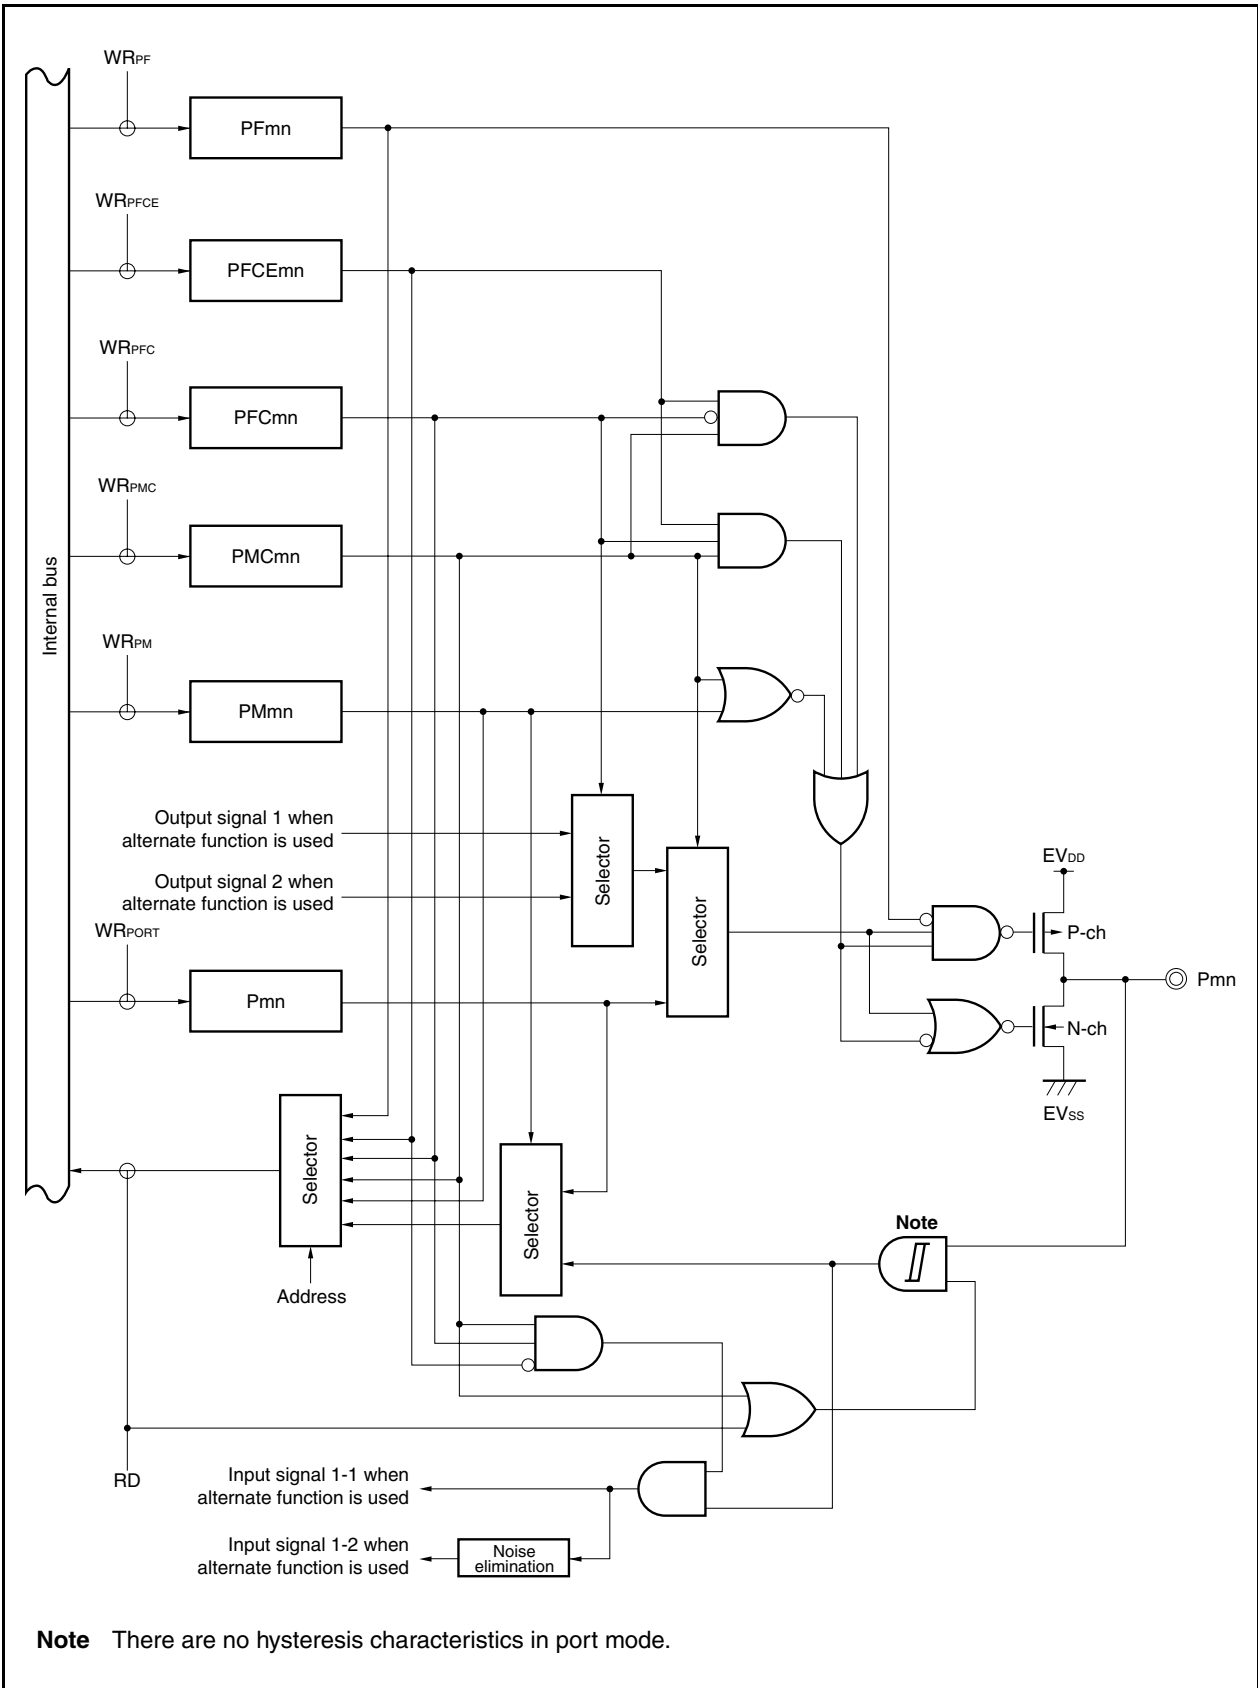 WRPF
PFmn
WRPFCE
PFCEmn
WRPFC
PFCmn
WRPMC
PMCmn
Internal bus
WRPM
PMmn
Output signal 1 when
alternate function is used
Output signal 2 when
alternate function is used
Selector
Selector
WRPORT
Pmn
EVDD
P-ch
Pmn
N-ch
EVSS
Selector
Selector
Address
Note
RD
Input signal 1-1 when
alternate function is used
Input signal 1-2 when
alternate function is used
Noise
elimination
Note There are no hysteresis characteristics in port mode.